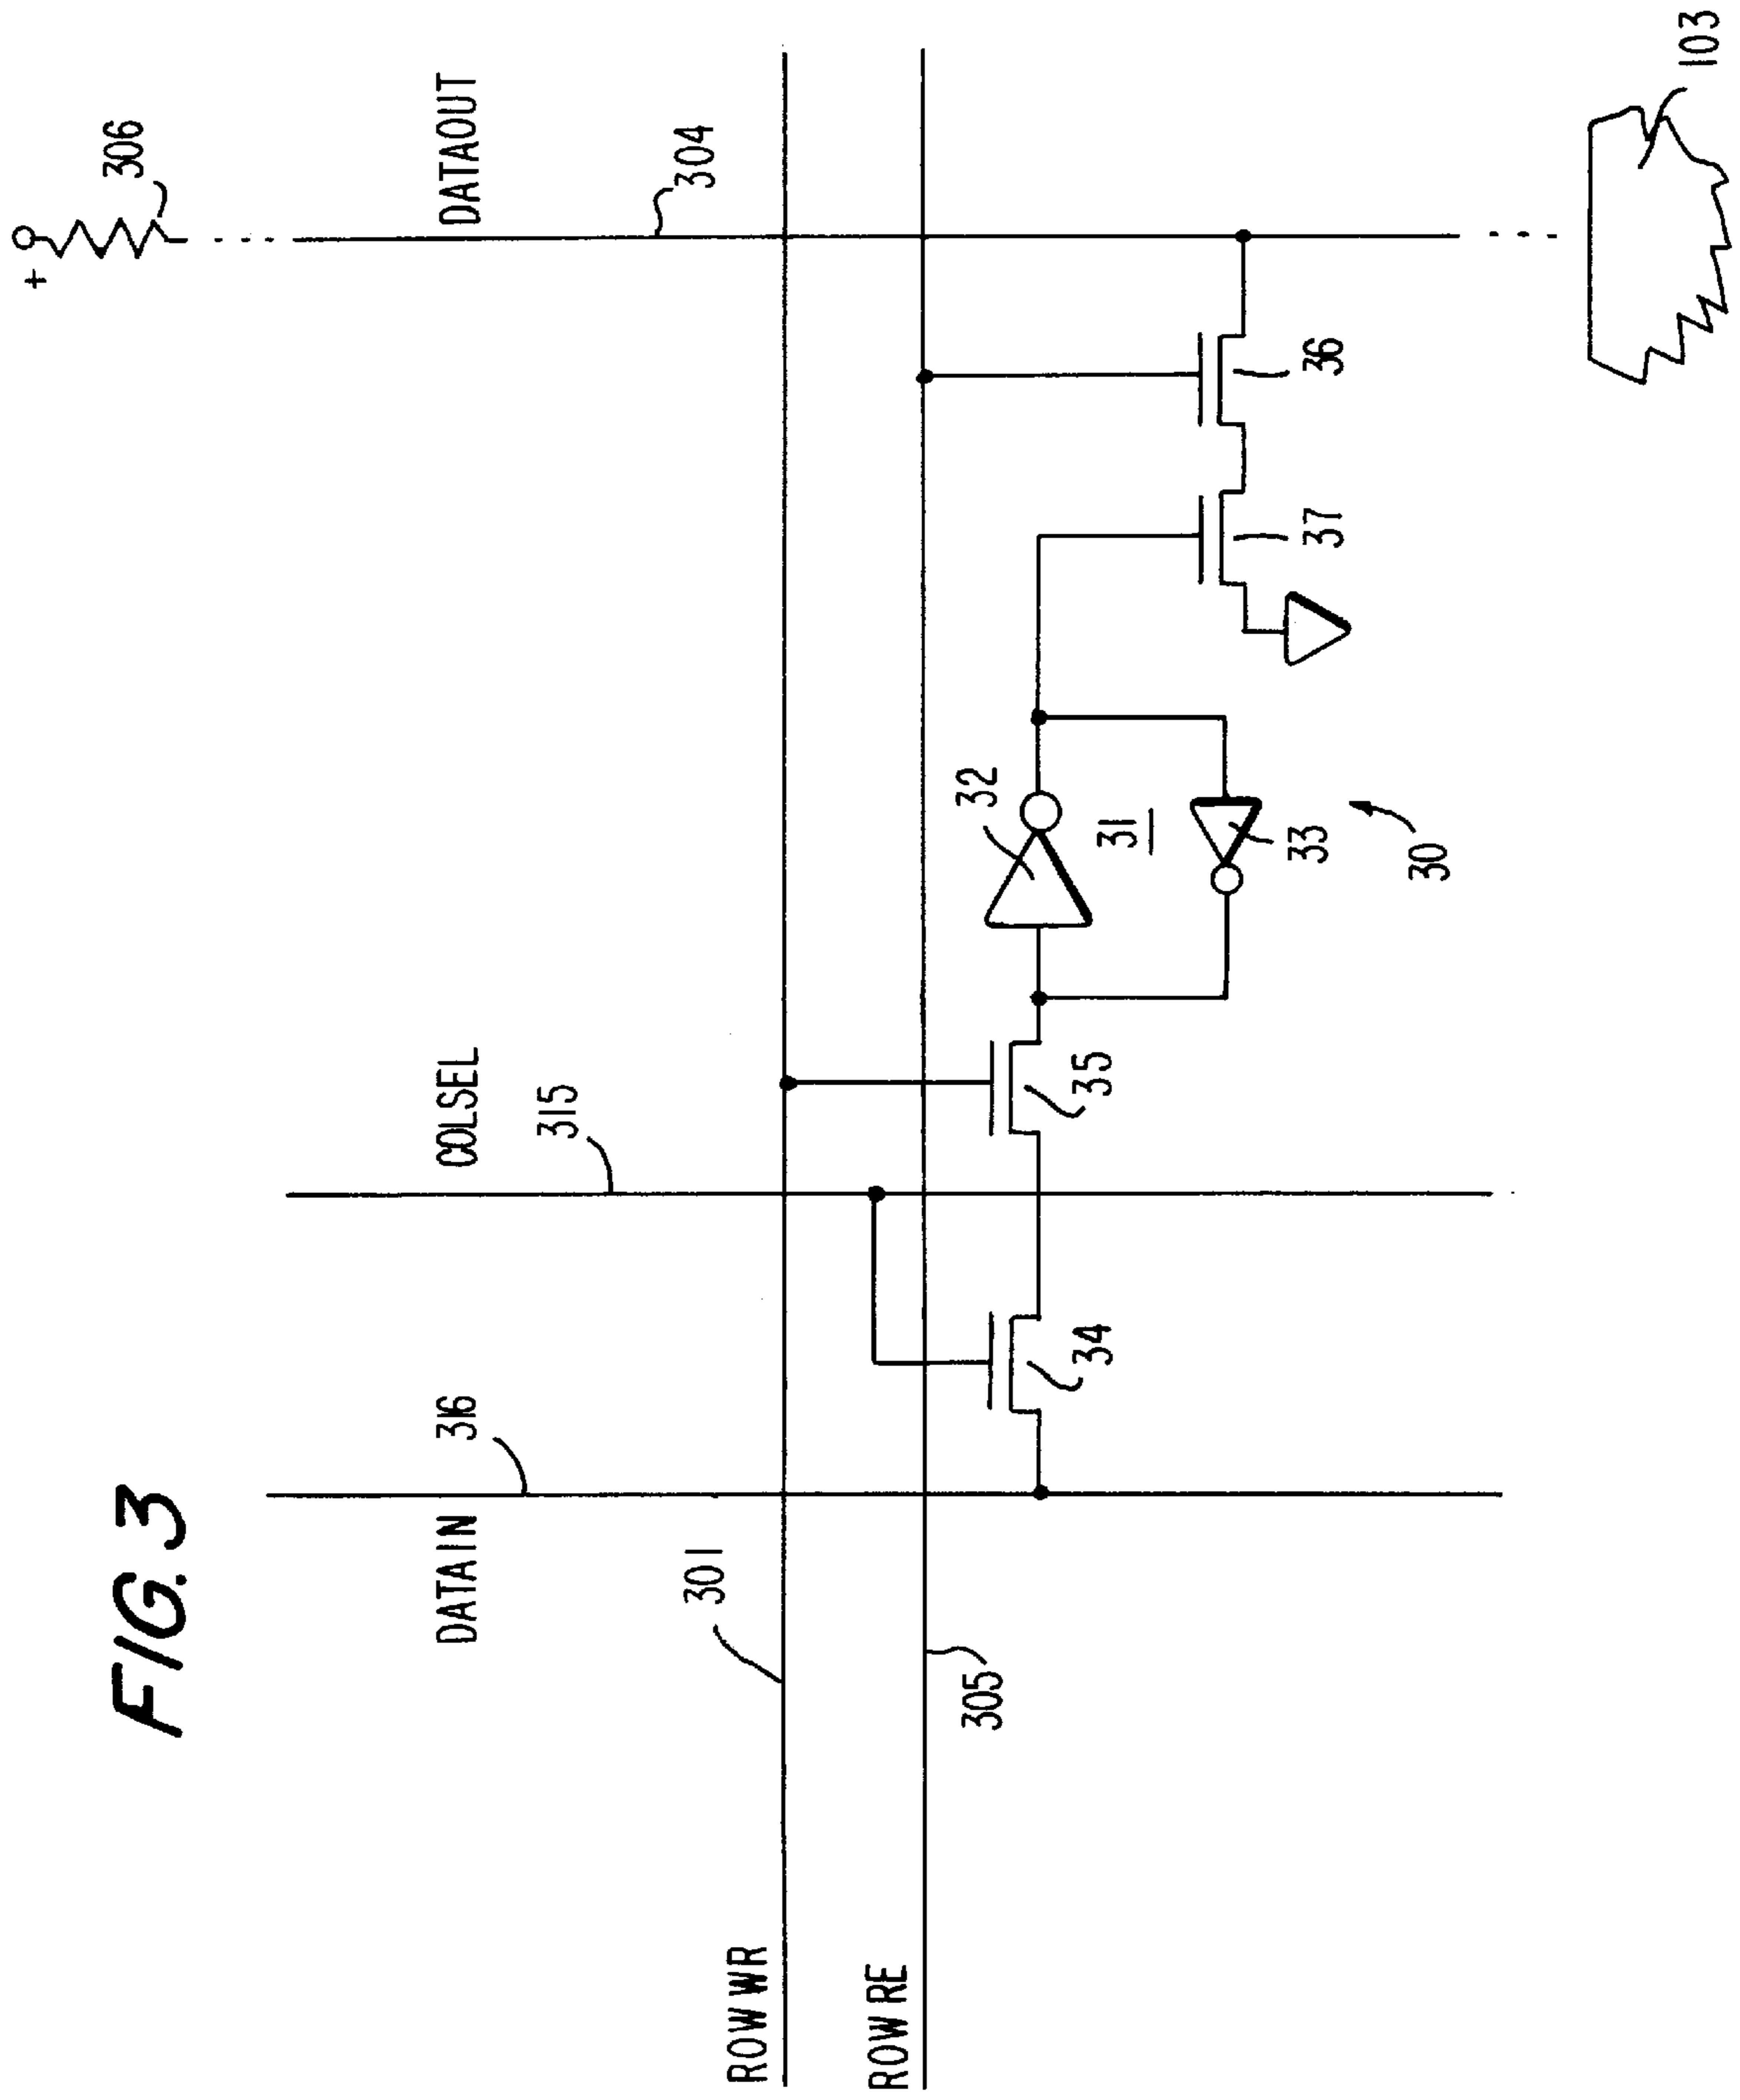 FIG. 3
306
+
DATAIN
316
COLSEL
315
DATAOUT
304
301
ROW WR
ROW RE
305
32
31
33
30
34
35
37
36
103